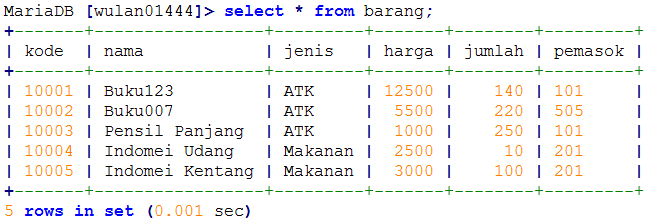 MariaDB [wulan01444]> select * from barang;
+-------+-----------------+---------+-------+--------+---------+
| kode | nama | jenis | harga | jumlah | pemasok |
+-------+-----------------+---------+-------+--------+---------+
| 10001 | Buku123 | ATK | 12500 | 140 | 101 |
| 10002 | Buku007 | ATK | 5500 | 220 | 505 |
| 10003 | Pensil Panjang | ATK | 1000 | 250 | 101 |
| 10004 | Indomei Udang | Makanan | 2500 | 10 | 201 |
| 10005 | Indomei Kentang | Makanan | 3000 | 100 | 201 |
+-------+-----------------+---------+-------+--------+---------+
5 rows in set (0.001 sec)